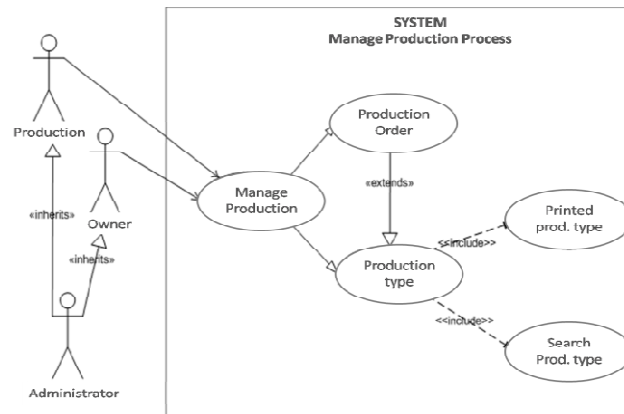 SYSTEM
Manage Production Process
Production
Order
Production
«extends»
Manage
Production
«inherits»
Owner
Printed
prod. type
<<include>>
«inherits»
Production
type
<<include>>
Search
Prod. type
Administrator